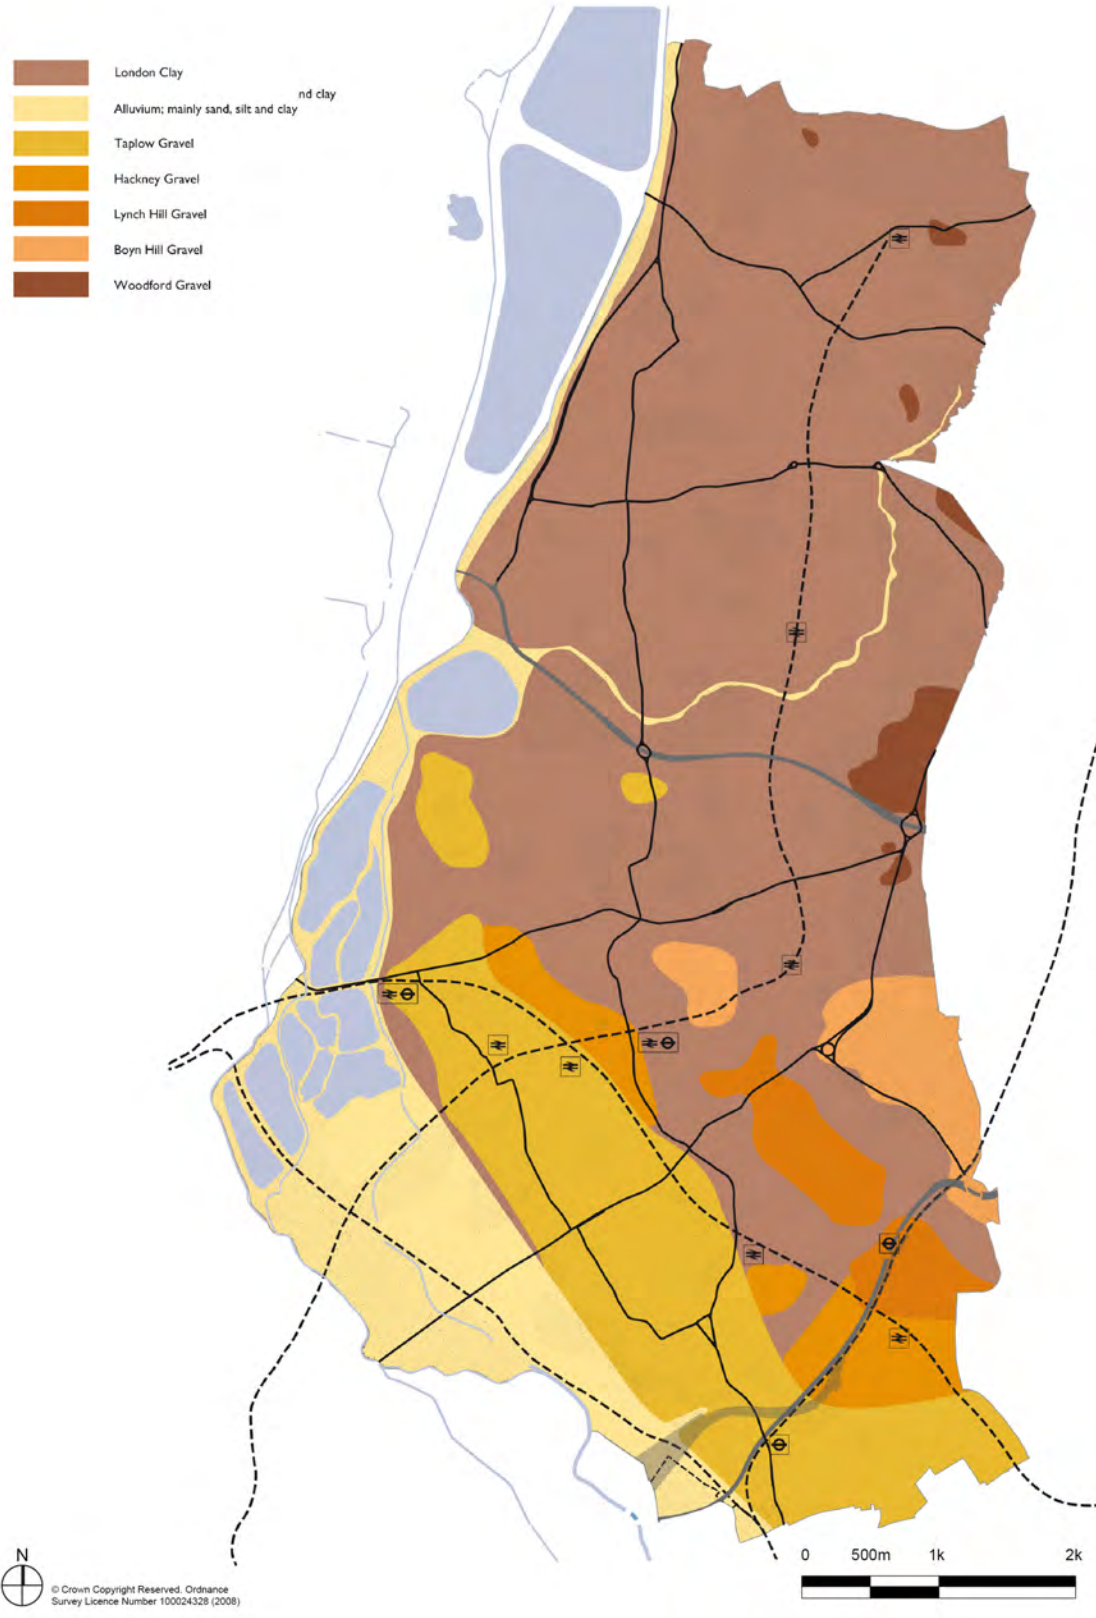 London Clay
nd clay
Alluvium; mainly sand, silt and clay
Taplow Gravel
Hackney Gravel
Lynch Hill Gravel
Boyn Hill Gravel
Woodford Gravel
N
© Crown Copyright Reserved. Ordnance
Survey Licence Number 100024328 (2008)
0 500m 1k 2k